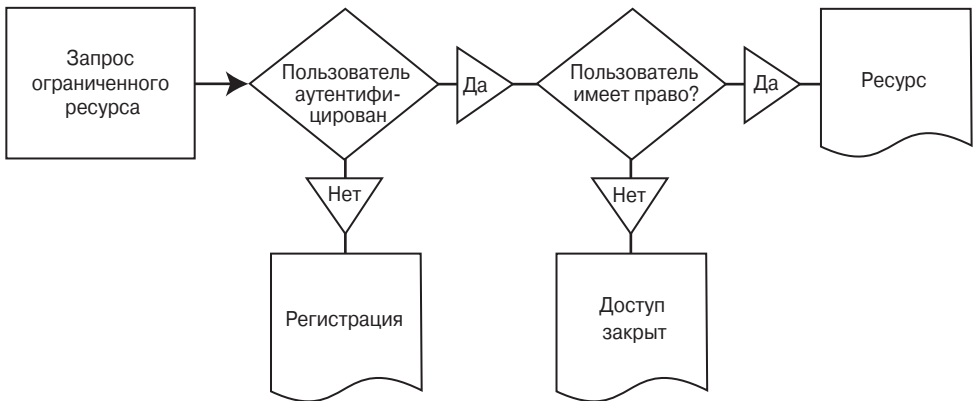 Запрос
ограниченного
ресурса
Пользователь
аутентифи-
цирован
Да
Пользователь
имеет право?
Да
Ресурс
Нет
Нет
Регистрация
Доступ
закрыт